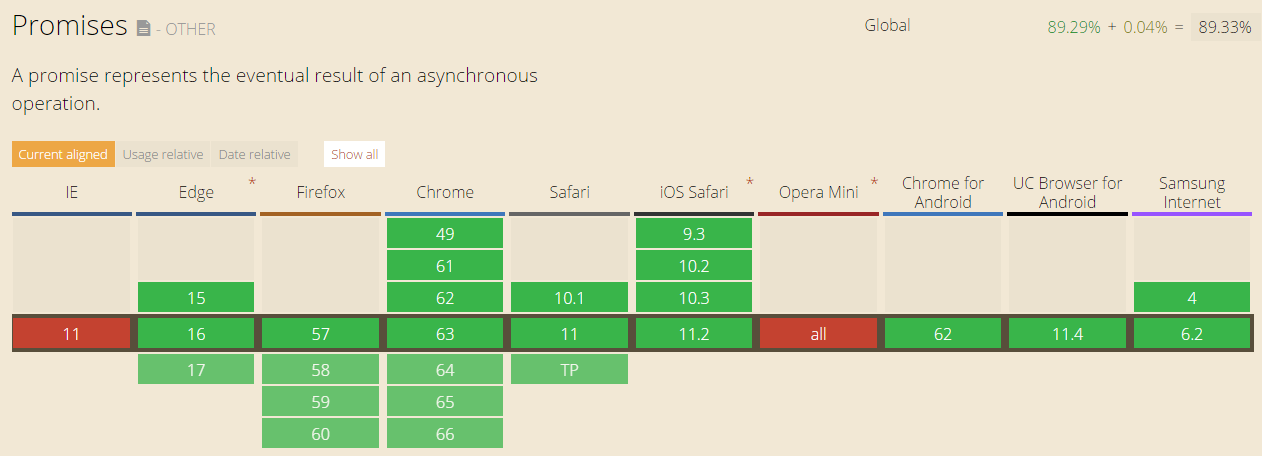 Promises - OTHER
Global 89.29% + 0.04% = 89.33%
A promise represents the eventual result of an asynchronous
operation.
Current aligned Usage relative Date relative Show all
IE Edge * Firefox Chrome Safari iOS Safari * Opera Mini * Chrome for Android UC Browser for Android Samsung Internet
49 9.3
61 10.2
15 62 10.1 10.3 4
11 16 57 63 11 11.2 all 62 11.4 6.2
17 58 64 TP
59 65
60 66